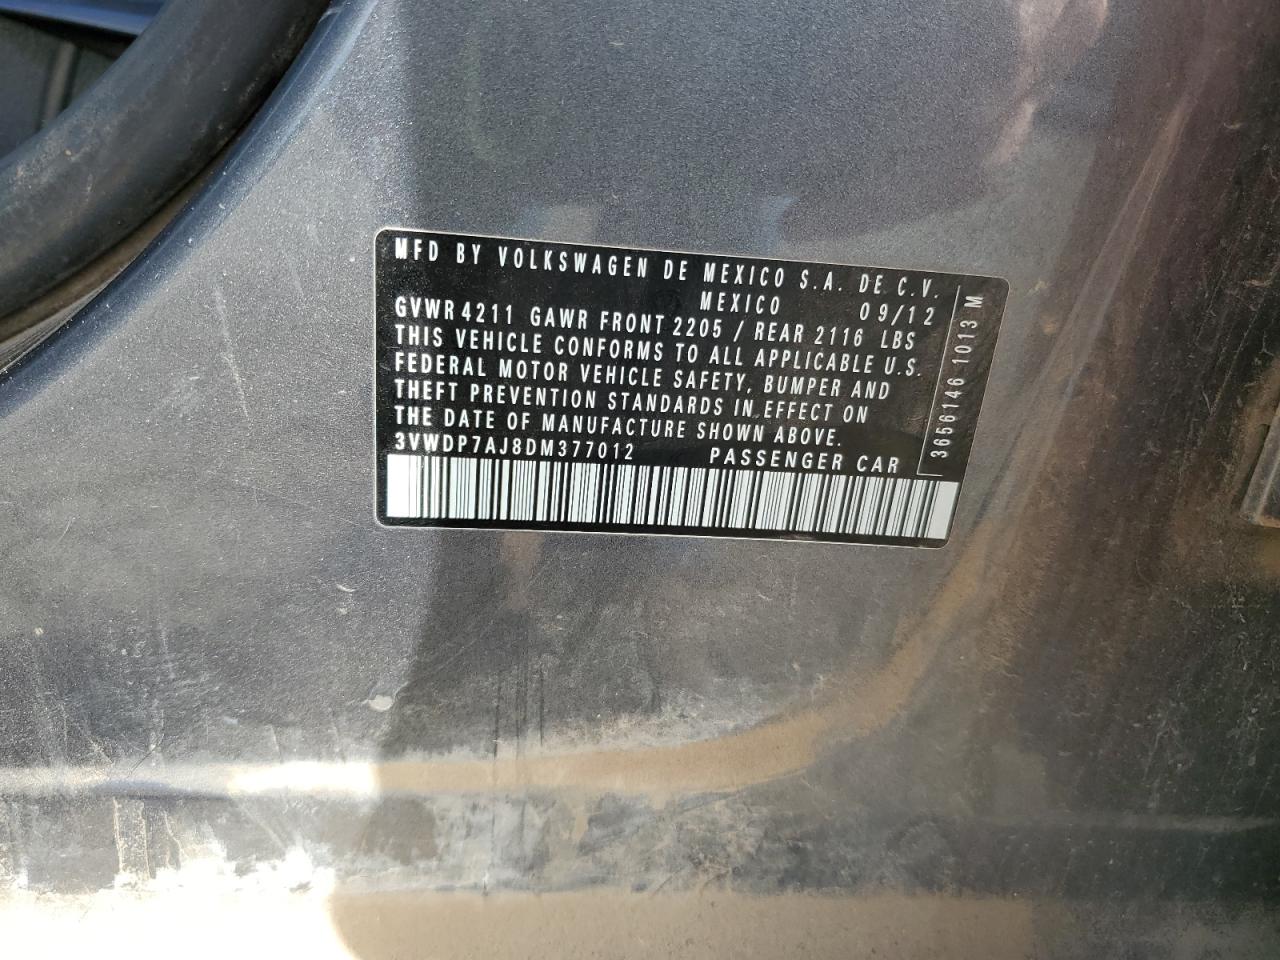 MFD BY VOLKSWAGEN DE MEXICO S.A. DE C.V.
MEXICO 09/12
GVWR 4211 GAWR FRONT 2205 / REAR 2116 LBS
THIS VEHICLE CONFORMS TO ALL APPLICABLE U.S.
FEDERAL MOTOR VEHICLE SAFETY, BUMPER AND
THEFT PREVENTION STANDARDS IN EFFECT ON
THE DATE OF MANUFACTURE SHOWN ABOVE.
3VWDP7AJ8DM377012 PASSENGER CAR
3656146 1013 M